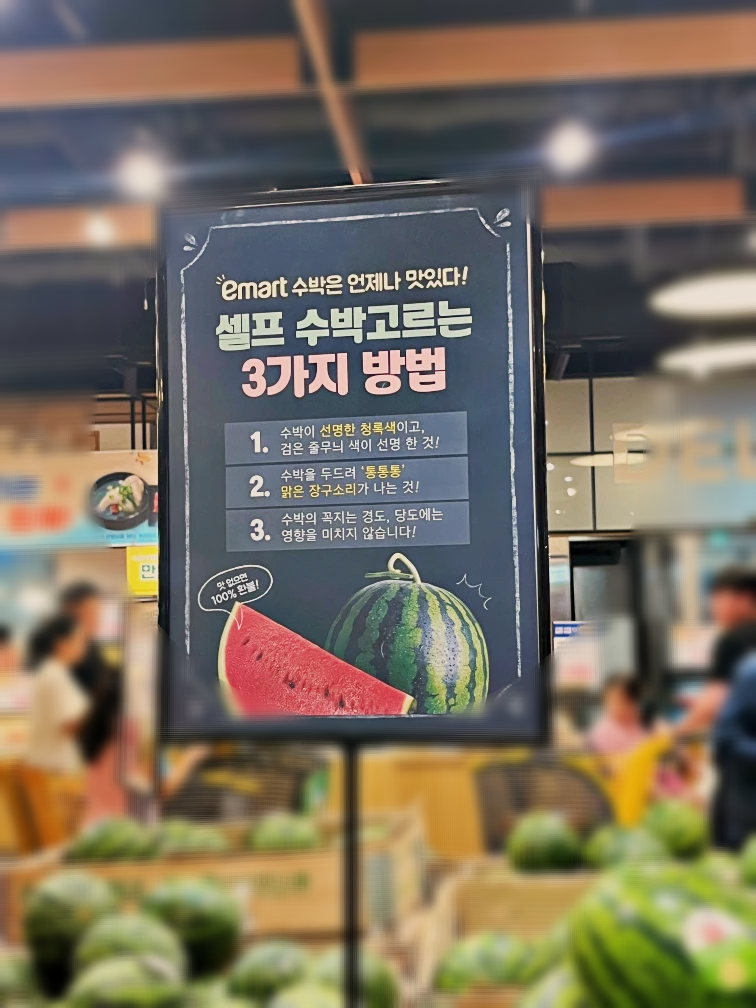 emart 수박은 언제나 맛있다!
셀프 수박고르는
3가지 방법
1. 수박이 선명한 청록색이고,
검은 줄무늬 색이 선명 한 것!
2. 수박을 두드려 '통통통'
맑은 장구소리가 나는 것!
3. 수박의 꼭지는 경도, 당도에는
영향을 미치지 않습니다!
맛 없으면
100% 환불!
만
DEL